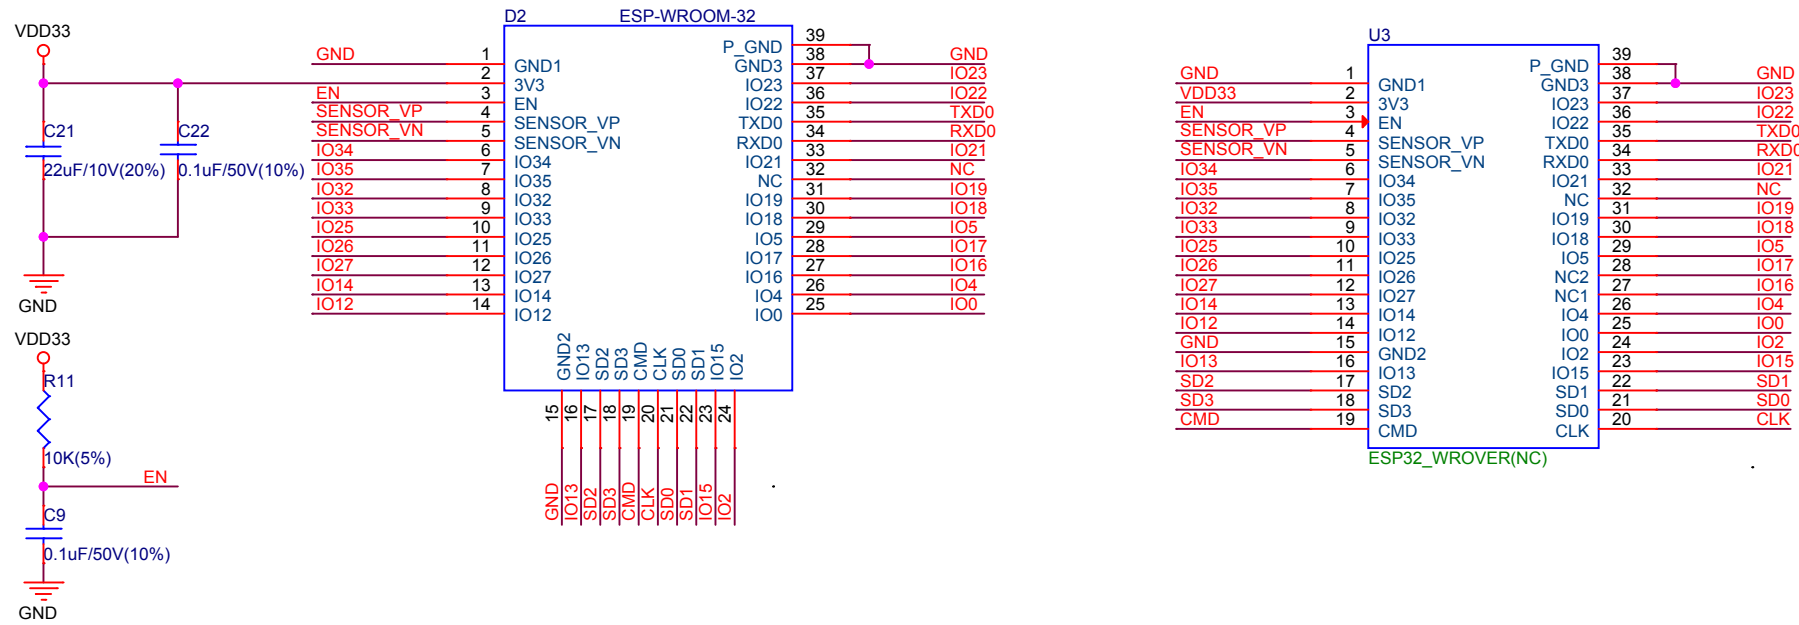 VDD33
C21
22uF/10V(20%)
C22
0.1uF/50V(10%)
GND
VDD33
R11
10K(5%)
EN
C9
0.1uF/50V(10%)
GND
D2 ESP-WROOM-32
GND 1 GND1
2 3V3
EN 3 EN
SENSOR_VP 4 SENSOR_VP
SENSOR_VN 5 SENSOR_VN
IO34 6 IO34
IO35 7 IO35
IO32 8 IO32
IO33 9 IO33
IO25 10 IO25
IO26 11 IO26
IO27 12 IO27
IO14 13 IO14
IO12 14 IO12
P_GND 39
GND3 38 GND
IO23 37 IO23
IO22 36 IO22
TXD0 35 TXD0
RXD0 34 RXD0
IO21 33 IO21
NC 32 NC
IO19 31 IO19
IO18 30 IO18
IO5 29 IO5
IO17 28 IO17
IO16 27 IO16
IO4 26 IO4
IO0 25 IO0
GND2 15 GND
IO13 16 IO13
SD2 17 SD2
SD3 18 SD3
CMD 19 CMD
CLK 20 CLK
SD0 21 SD0
SD1 22 SD1
IO15 23 IO15
IO2 24 IO2
U3
GND 1 GND1
VDD33 2 3V3
EN 3 EN
SENSOR_VP 4 SENSOR_VP
SENSOR_VN 5 SENSOR_VN
IO34 6 IO34
IO35 7 IO35
IO32 8 IO32
IO33 9 IO33
IO25 10 IO25
IO26 11 IO26
IO27 12 IO27
IO14 13 IO14
IO12 14 IO12
GND 15 GND2
IO13 16 IO13
SD2 17 SD2
SD3 18 SD3
CMD 19 CMD
P_GND 39
GND3 38 GND
IO23 37 IO23
IO22 36 IO22
TXD0 35 TXD0
RXD0 34 RXD0
IO21 33 IO21
NC 32 NC
IO19 31 IO19
IO18 30 IO18
IO5 29 IO5
NC2 28 IO17
NC1 27 IO16
IO4 26 IO4
IO0 25 IO0
IO2 24 IO2
IO15 23 IO15
SD1 22 SD1
SD0 21 SD0
CLK 20 CLK
ESP32_WROVER(NC)